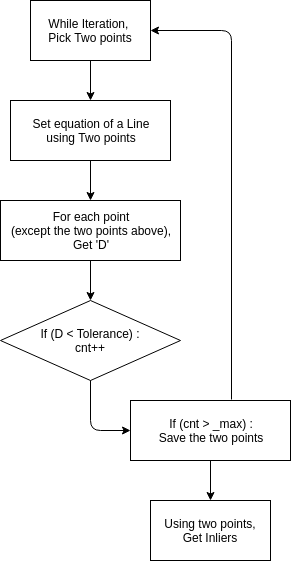 While Iteration,
Pick Two points
Set equation of a Line
using Two points
For each point
(except the two points above),
Get 'D'
If (D < Tolerance) :
cnt++
If (cnt > _max) :
Save the two points
Using two points,
Get Inliers